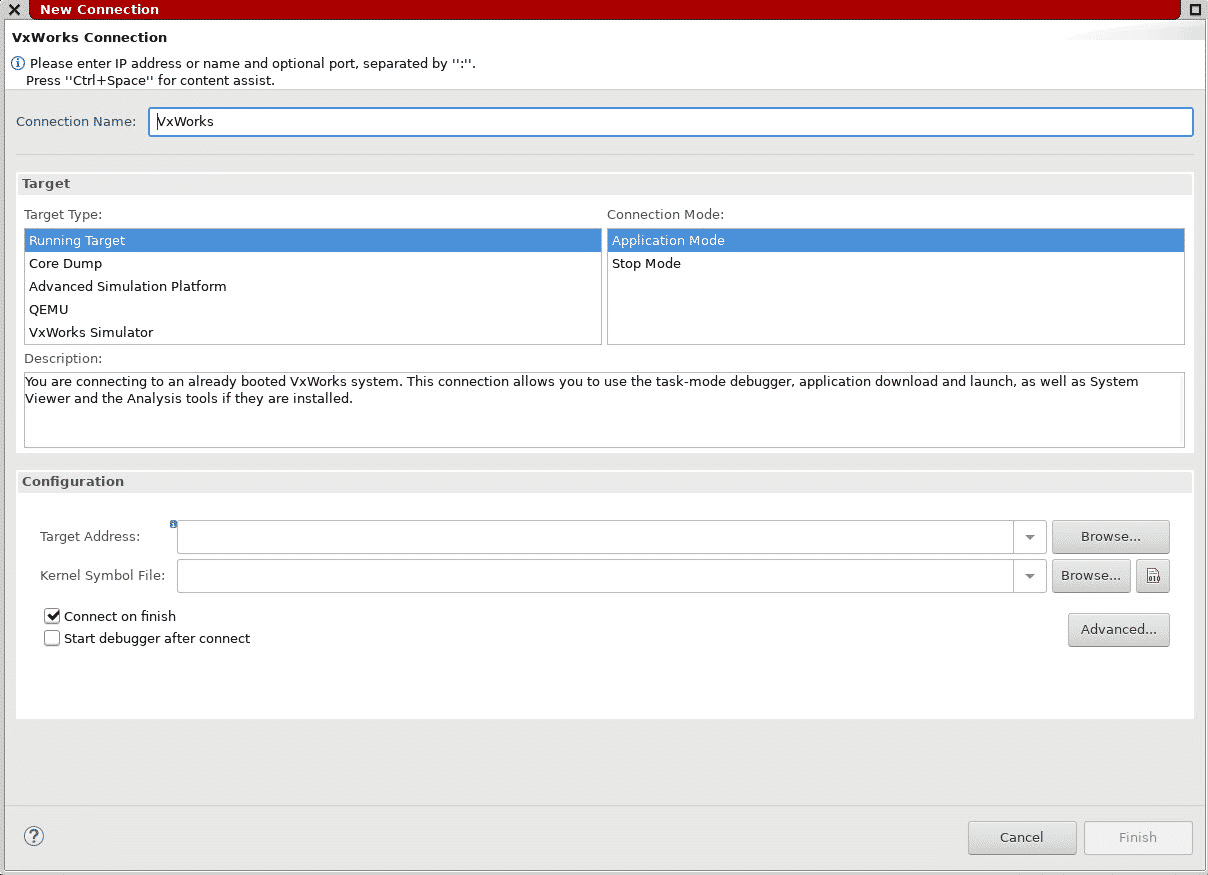 New Connection
VxWorks Connection
Please enter IP address or name and optional port, separated by '':''.
Press ''Ctrl+Space'' for content assist.
Connection Name: VxWorks
Target
Target Type: Connection Mode:
Running Target Application Mode
Core Dump Stop Mode
Advanced Simulation Platform
QEMU
VxWorks Simulator
Description:
You are connecting to an already booted VxWorks system. This connection allows you to use the task-mode debugger, application download and launch, as well as System
Viewer and the Analysis tools if they are installed.
Configuration
Target Address: Browse...
Kernel Symbol File: Browse... 010
Connect on finish
Start debugger after connect
Advanced...
? Cancel Finish